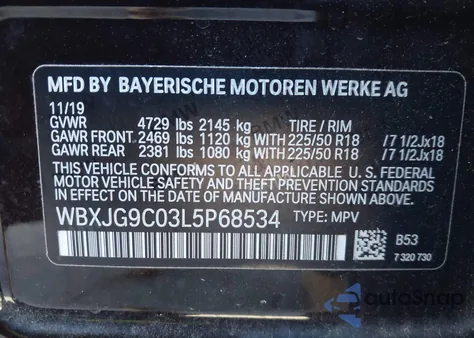 MFD BY BAYERISCHE MOTOREN WERKE AG
11/19
GVWR 4729 lbs 2145 kg TIRE / RIM
GAWR FRONT 2469 lbs 1120 kg WITH 225/50 R18 /7 1/2Jx18
GAWR REAR 2381 lbs 1080 kg WITH 225/50 R18 /7 1/2Jx18
THIS VEHICLE CONFORMS TO ALL APPLICABLE U. S. FEDERAL
MOTOR VEHICLE SAFETY, BUMPER, AND THEFT PREVENTION
STANDARDS IN EFFECT ON THE DATE OF
MANUFACTURE SHOWN ABOVE.
WBXJG9C03L5P68534 TYPE: MPV
B53
7 320 730
autoSnap